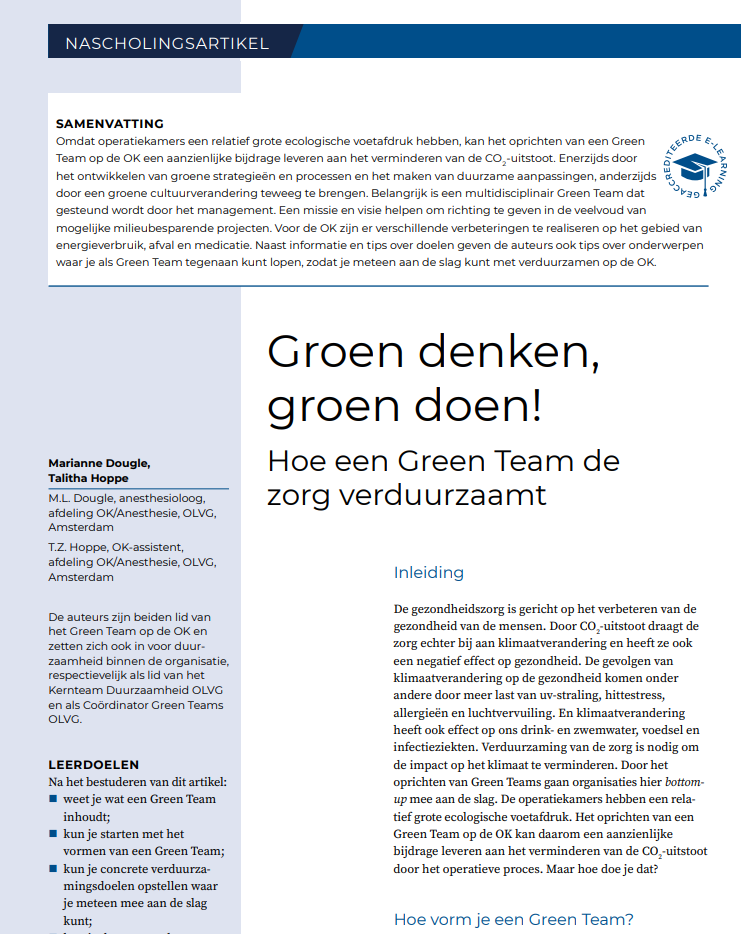 NASCHOLINGSARTIKEL
SAMENVATTING
Omdat operatiekamers een relatief grote ecologische voetafdruk hebben, kan het oprichten van een Green
Team op de OK een aanzienlijke bijdrage leveren aan het verminderen van de CO₂-uitstoot. Enerzijds door
het ontwikkelen van groene strategieën en processen en het maken van duurzame aanpassingen, anderzijds
door een groene cultuurverandering teweeg te brengen. Belangrijk is een multidisciplinair Green Team dat
gesteund wordt door het management. Een missie en visie helpen om richting te geven in de veelvoud van
mogelijke milieubesparende projecten. Voor de OK zijn er verschillende verbeteringen te realiseren op het gebied van
energieverbruik, afval en medicatie. Naast informatie en tips over doelen geven de auteurs ook tips over onderwerpen
waar je als Green Team tegenaan kunt lopen, zodat je meteen aan de slag kunt met verduurzamen op de OK.
GEACCREDITEERDE E-LEARNING
Groen denken,
groen doen!
Hoe een Green Team de
zorg verduurzaamt
Marianne Dougle,
Talitha Hoppe
M.L. Dougle, anesthesioloog,
afdeling OK/Anesthesie, OLVG,
Amsterdam
T.Z. Hoppe, OK-assistent,
afdeling OK/Anesthesie, OLVG,
Amsterdam
De auteurs zijn beiden lid van
het Green Team op de OK en
zetten zich ook in voor duur-
zaamheid binnen de organisatie,
respectievelijk als lid van het
Kernteam Duurzaamheid OLVG
en als Coördinator Green Teams
OLVG.
LEERDOELEN
Na het bestuderen van dit artikel:
■ weet je wat een Green Team
inhoudt;
■ kun je starten met het
vormen van een Green Team;
■ kun je concrete verduurza-
mingsdoelen opstellen waar
je meteen mee aan de slag
kunt;
Inleiding
De gezondheidszorg is gericht op het verbeteren van de
gezondheid van de mensen. Door CO₂-uitstoot draagt de
zorg echter bij aan klimaatverandering en heeft ze ook
een negatief effect op gezondheid. De gevolgen van
klimaatverandering op de gezondheid komen onder
andere door meer last van uv-straling, hittestress,
allergieën en luchtvervuiling. En klimaatverandering
heeft ook effect op ons drink- en zwemwater, voedsel en
infectieziekten. Verduurzaming van de zorg is nodig om
de impact op het klimaat te verminderen. Door het
oprichten van Green Teams gaan organisaties hier bottom-
up mee aan de slag. De operatiekamers hebben een rela-
tief grote ecologische voetafdruk. Het oprichten van een
Green Team op de OK kan daarom een aanzienlijke
bijdrage leveren aan het verminderen van de CO₂-uitstoot
door het operatieve proces. Maar hoe doe je dat?
Hoe vorm je een Green Team?